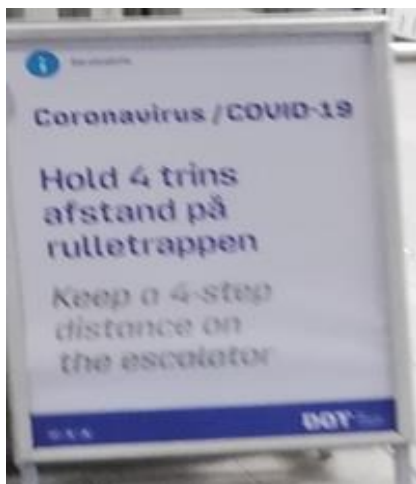 Coronavirus / COVID-19
Hold 4 trins
afstand på
rulletrappen
Keep a 4-step
distance on
the escalator
DOT